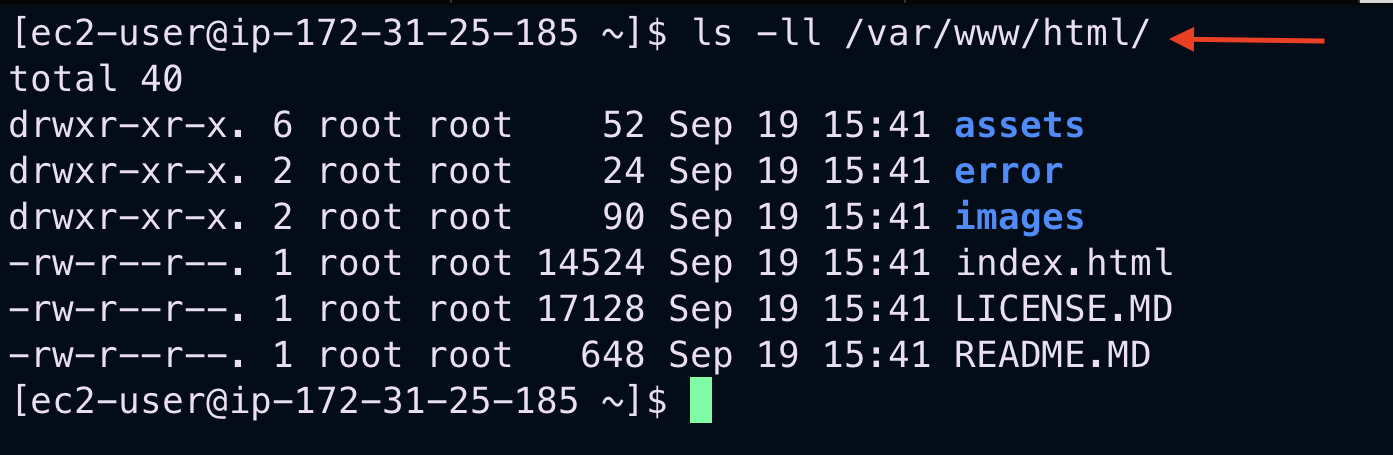 [ec2-user@ip-172-31-25-185 ~]$ ls -ll /var/www/html/
total 40
drwxr-xr-x. 6 root root    52 Sep 19 15:41 assets
drwxr-xr-x. 2 root root    24 Sep 19 15:41 error
drwxr-xr-x. 2 root root    90 Sep 19 15:41 images
-rw-r--r--. 1 root root 14524 Sep 19 15:41 index.html
-rw-r--r--. 1 root root 17128 Sep 19 15:41 LICENSE.MD
-rw-r--r--. 1 root root   648 Sep 19 15:41 README.MD
[ec2-user@ip-172-31-25-185 ~]$